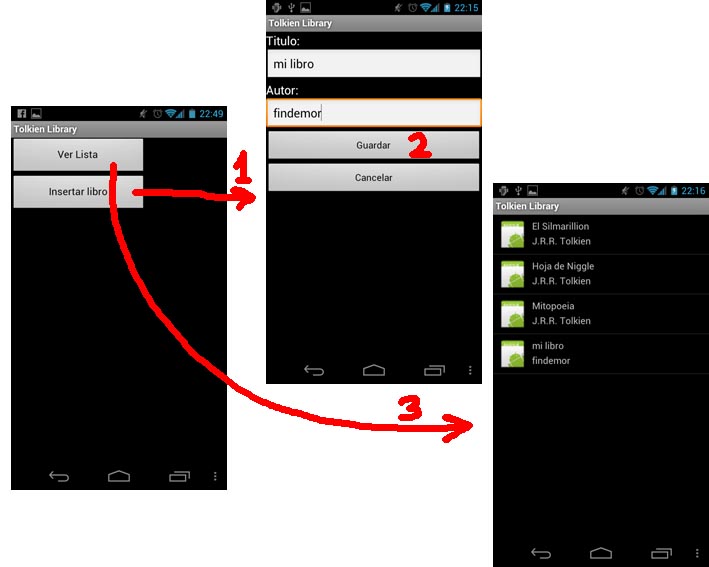 22:49
Tolkien Library
Ver Lista
Insertar libro
1
22:15
Tolkien Library
Titulo:
mi libro
Autor:
findemor
Guardar
2
Cancelar
3
22:16
Tolkien Library
El Silmarillion
J.R.R. Tolkien
Hoja de Niggle
J.R.R. Tolkien
Mitopoeia
J.R.R. Tolkien
mi libro
findemor